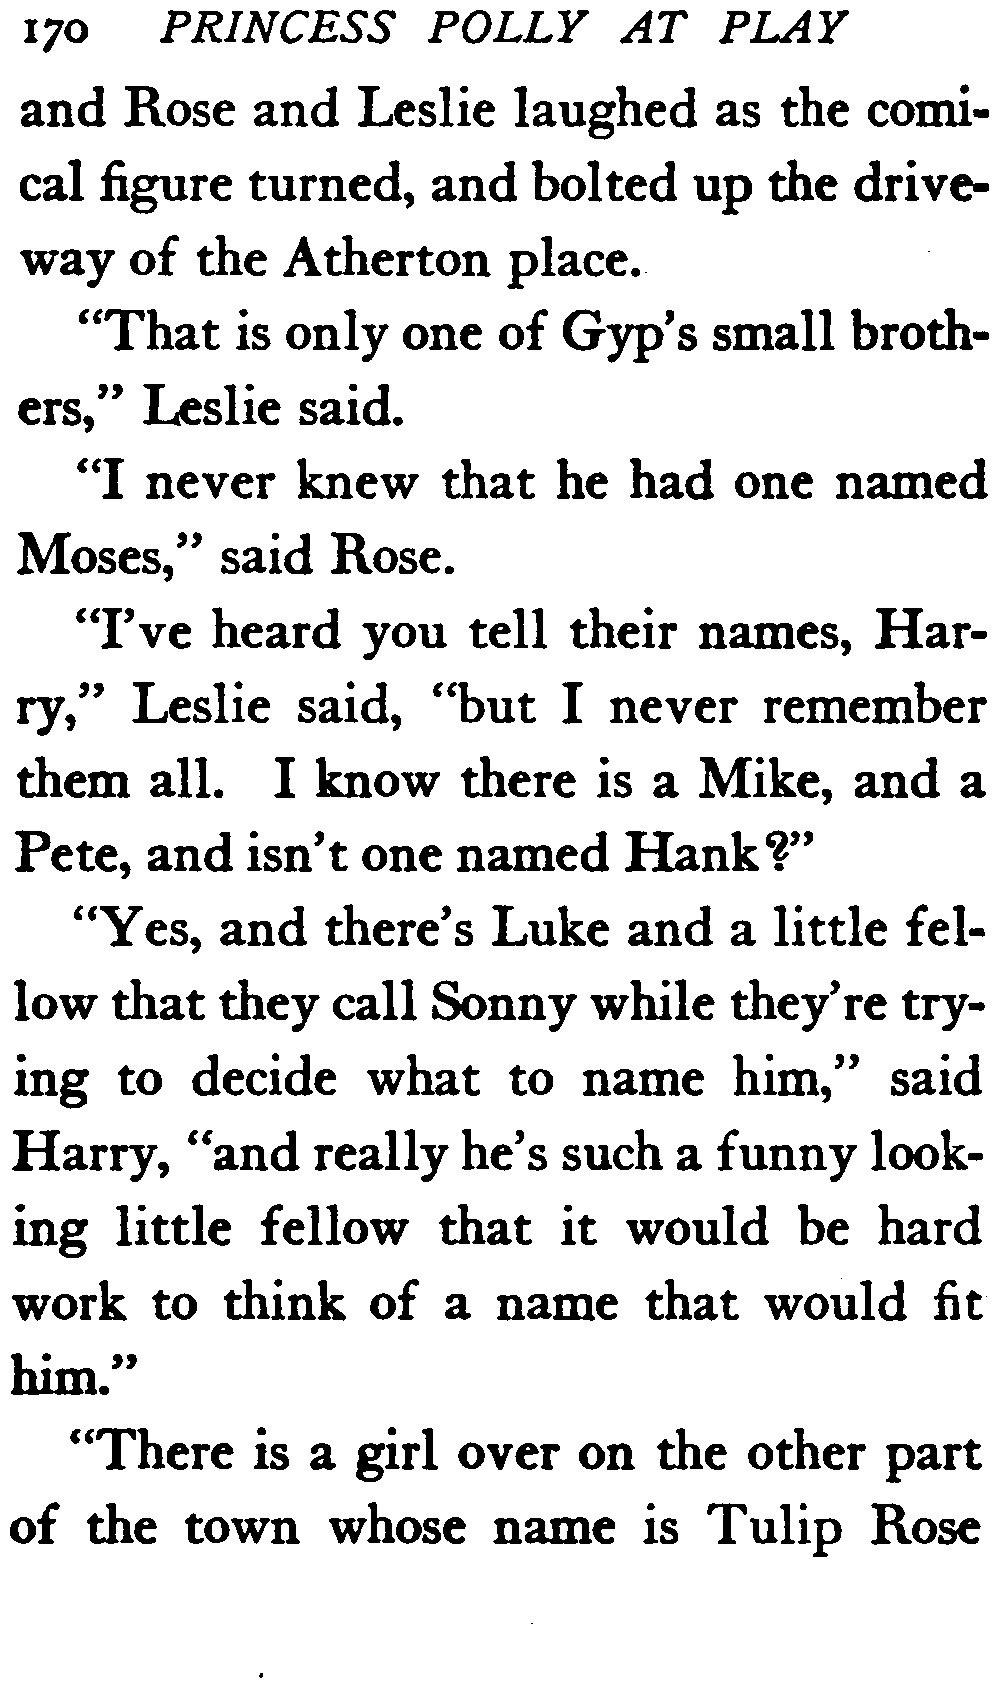 170 PRINCESS POLLY AT PLAY
and Rose and Leslie laughed as the comi-
cal figure turned, and bolted up the drive-
way of the Atherton place.
"That is only one of Gyp's small broth-
ers," Leslie said.
"I never knew that he had one named
Moses," said Rose.
"I've heard you tell their names, Har-
ry," Leslie said, "but I never remember
them all. I know there is a Mike, and a
Pete, and isn't one named Hank?"
"Yes, and there's Luke and a little fel-
low that they call Sonny while they're try-
ing to decide what to name him," said
Harry, "and really he's such a funny look-
ing little fellow that it would be hard
work to think of a name that would fit
him."
"There is a girl over on the other part
of the town whose name is Tulip Rose